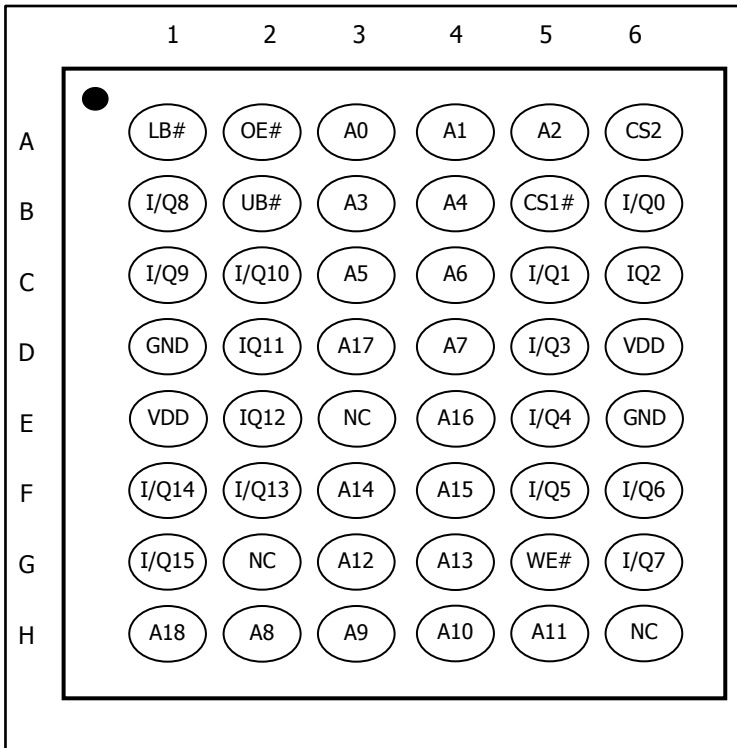 1 2 3 4 5 6
A LB# OE# A0 A1 A2 CS2
B I/Q8 UB# A3 A4 CS1# I/Q0
C I/Q9 I/Q10 A5 A6 I/Q1 IQ2
D GND IQ11 A17 A7 I/Q3 VDD
E VDD IQ12 NC A16 I/Q4 GND
F I/Q14 I/Q13 A14 A15 I/Q5 I/Q6
G I/Q15 NC A12 A13 WE# I/Q7
H A18 A8 A9 A10 A11 NC